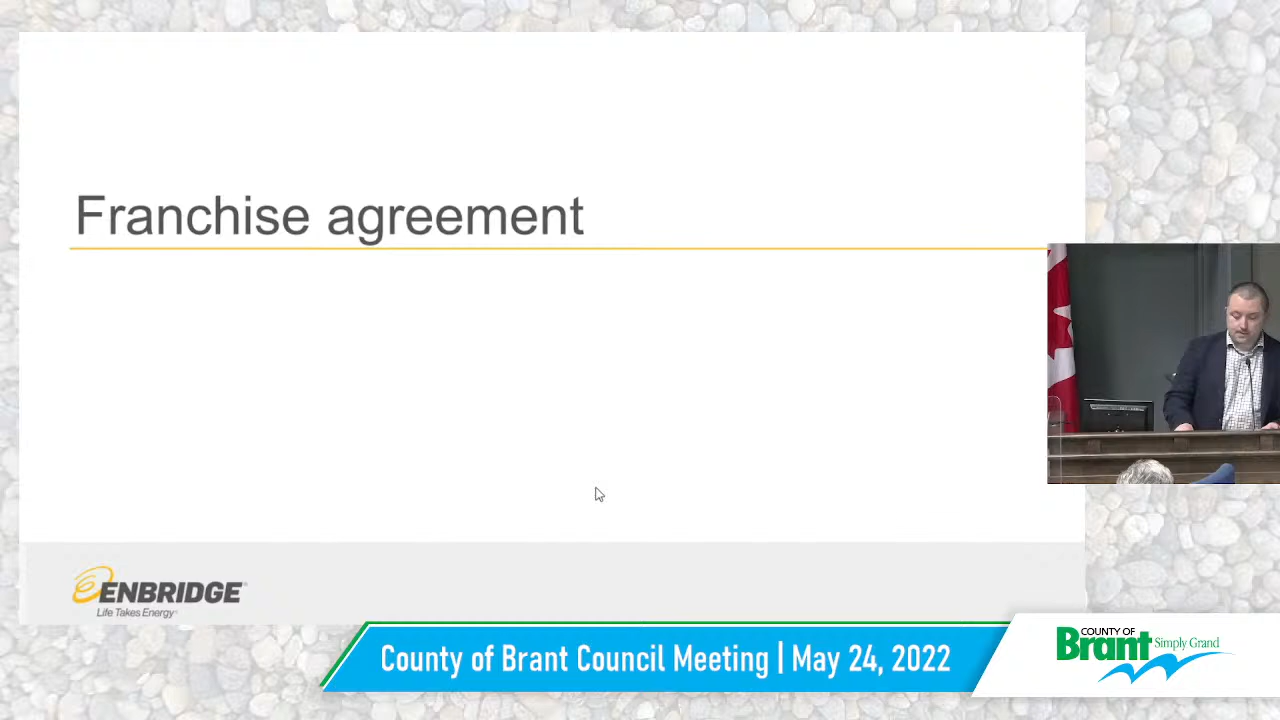 Franchise agreement
ENBRIDGE
Life Takes Energy
County of Brant Council Meeting | May 24, 2022
COUNTY OF
Brant Simply Grand